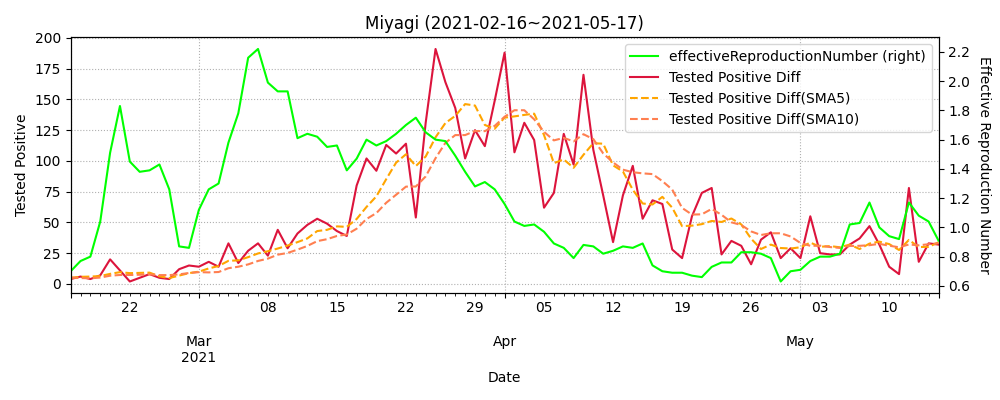 Miyagi (2021-02-16~2021-05-17)
effectiveReproductionNumber (right)
Tested Positive Diff
Tested Positive Diff(SMA5)
Tested Positive Diff(SMA10)
Tested Positive
200
175
150
125
100
75
50
25
0
2.2
2.0
1.8
1.6
1.4
1.2
1.0
0.8
0.6
Effective Reproduction Number
22 08 15 22 29 05 12 19 26 03 10
Mar Apr May
2021
Date